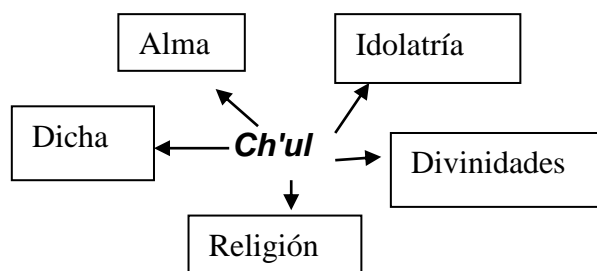 Alma
Idolatría
Dicha
Ch'ul
Divinidades
Religión